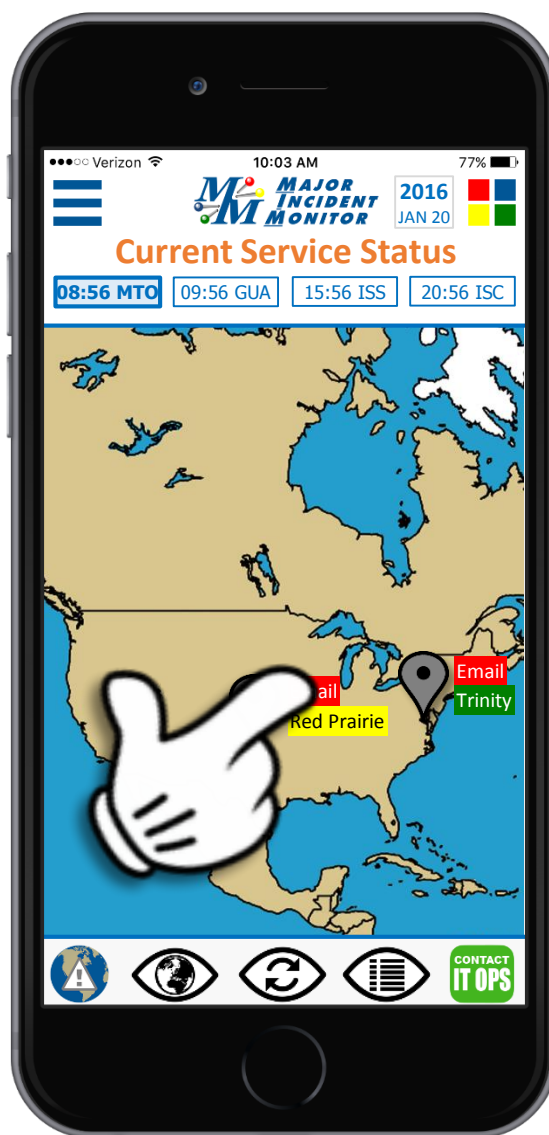 Verizon 10:03 AM 77%
MM MAJOR INCIDENT MONITOR
2016
JAN 20
Current Service Status
08:56 MTO 09:56 GUA 15:56 ISS 20:56 ISC
Email
ail
Trinity
Red Prairie
CONTACT
IT OPS